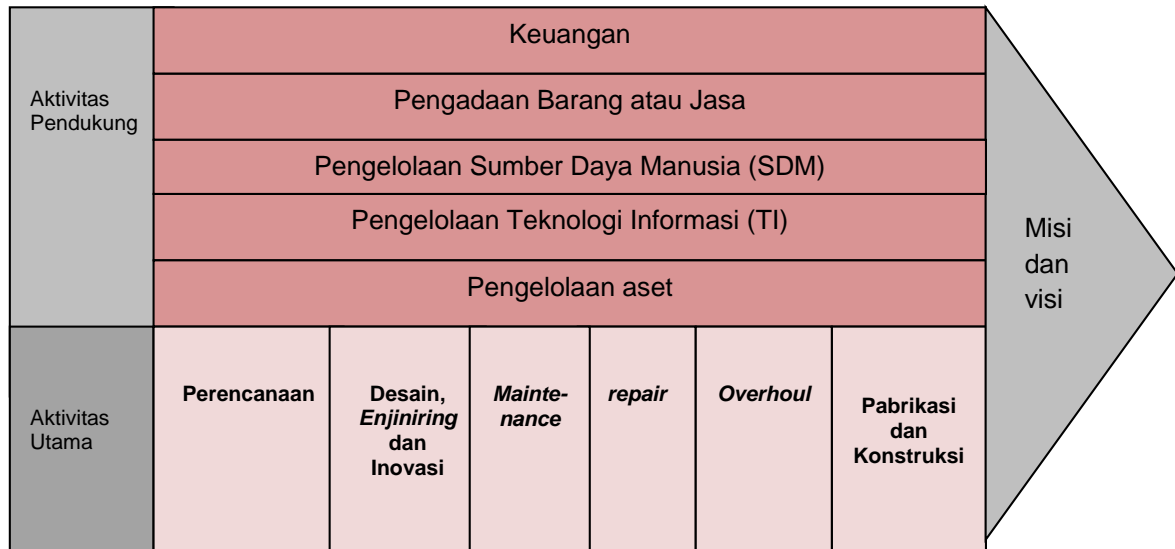 Aktivitas
Pendukung
Keuangan
Pengadaan Barang atau Jasa
Pengelolaan Sumber Daya Manusia (SDM)
Pengelolaan Teknologi Informasi (TI)
Pengelolaan aset
Misi
dan
visi
Aktivitas
Utama
Perencanaan
Desain,
Enjiniring
dan
Inovasi
Mainte-
nance
repair
Overhoul
Pabrikasi
dan
Konstruksi